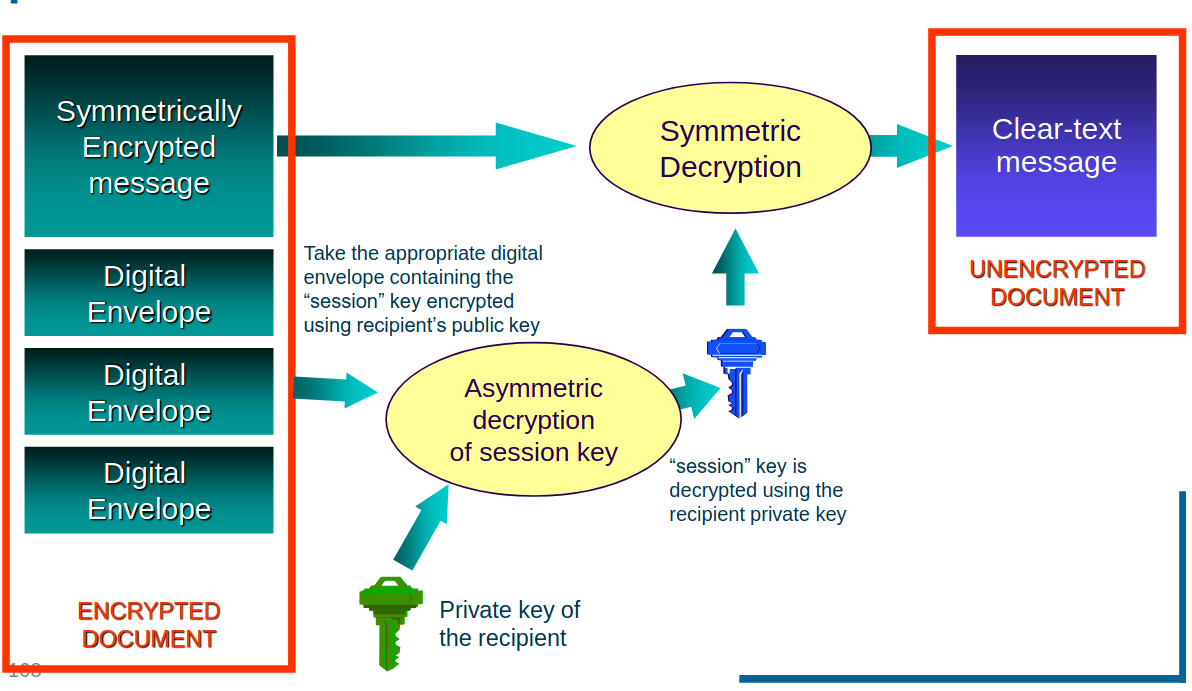 Symmetrically
Encrypted
message
Digital
Envelope
Digital
Envelope
Digital
Envelope
ENCRYPTED
DOCUMENT
Take the appropriate digital
envelope containing the
“session” key encrypted
using recipient’s public key
Symmetric
Decryption
Asymmetric
decryption
of session key
“session” key is
decrypted using the
recipient private key
Private key of
the recipient
Clear-text
message
UNENCRYPTED
DOCUMENT
108